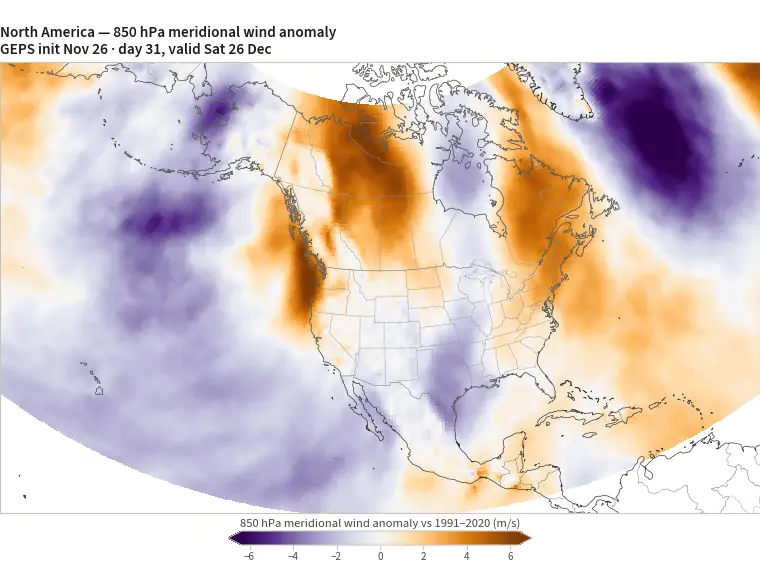 North America — 850 hPa meridional wind anomaly
GEPS init Nov 26 · day 31, valid Sat 26 Dec
850 hPa meridional wind anomaly vs 1991–2020 (m/s)
−6 −4 −2 0 2 4 6